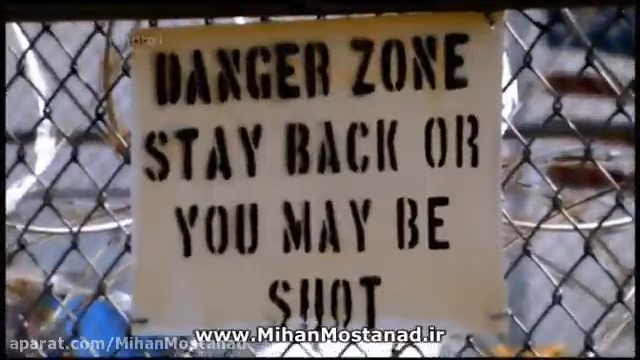 DANGER ZONE
STAY BACK OR
YOU MAY BE
SHOT
www.MihanMostanad.ir
aparat.com/MihanMostanad